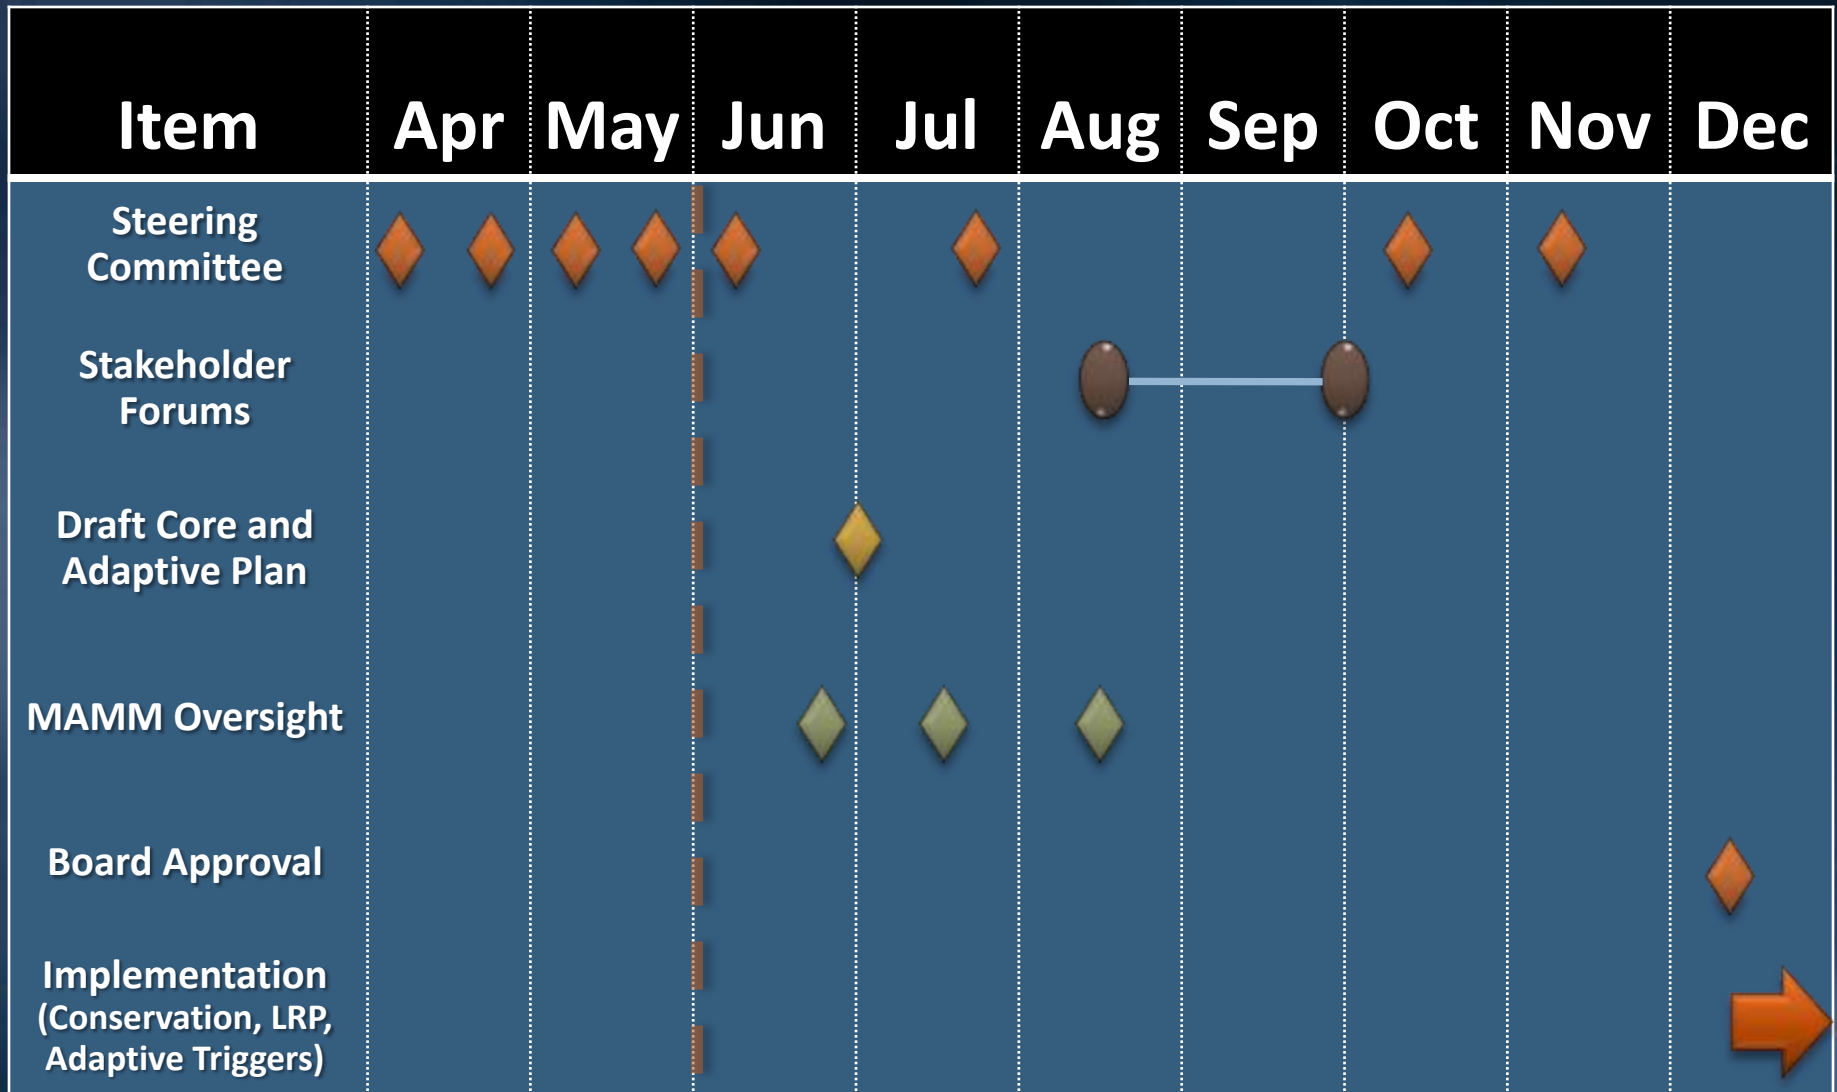 Item Apr May Jun Jul Aug Sep Oct Nov Dec
Steering
Committee
Stakeholder
Forums
Draft Core and
Adaptive Plan
MAMM Oversight
Board Approval
Implementation
(Conservation, LRP,
Adaptive Triggers)